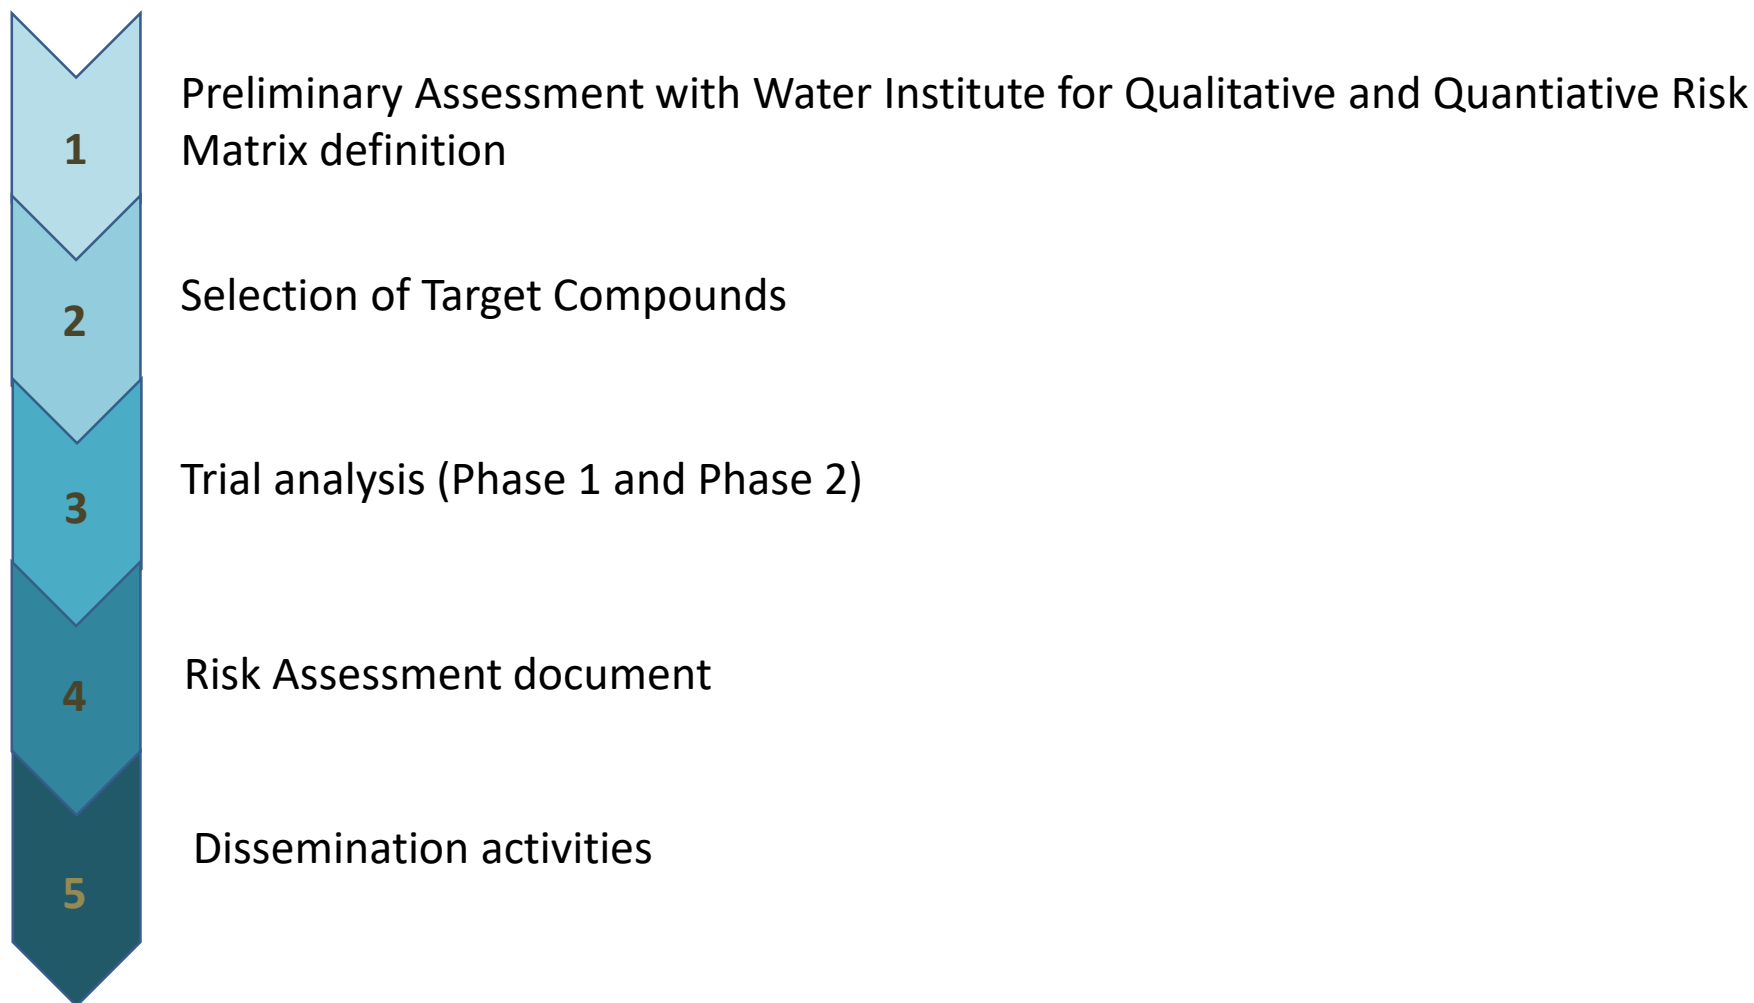 1
Preliminary Assessment with Water Institute for Qualitative and Quantiative Risk
Matrix definition
2
Selection of Target Compounds
3
Trial analysis (Phase 1 and Phase 2)
4
Risk Assessment document
5
Dissemination activities